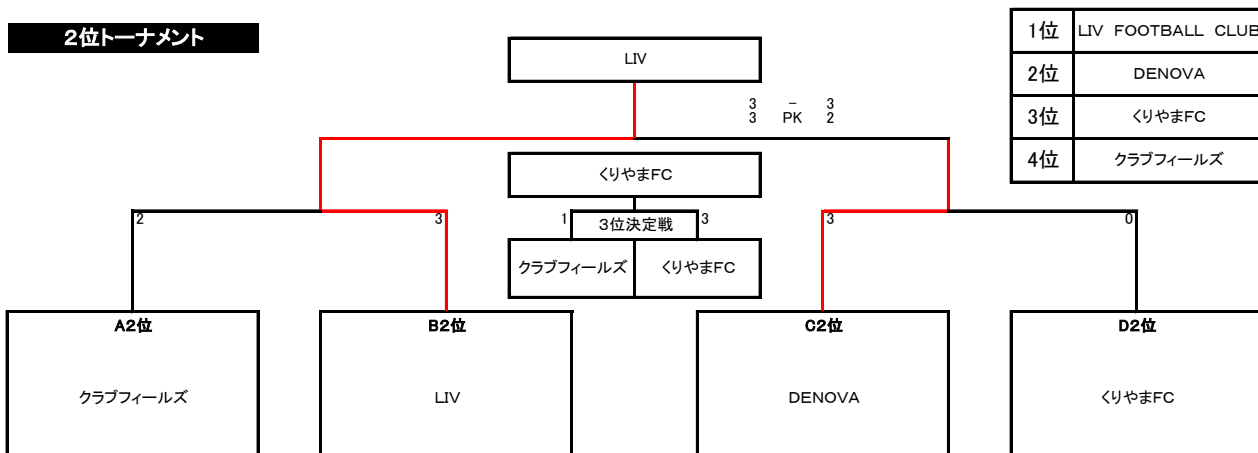 2位トーナメント
LIV
3 － 3
3 PK 2
1位 LIV FOOTBALL CLUB
2位 DENOVA
3位 くりやまFC
4位 クラブフィールズ
くりやまFC
2 3
1 3位決定戦 3
3 0
クラブフィールズ くりやまFC
A2位 B2位 C2位 D2位
クラブフィールズ LIV DENOVA くりやまFC